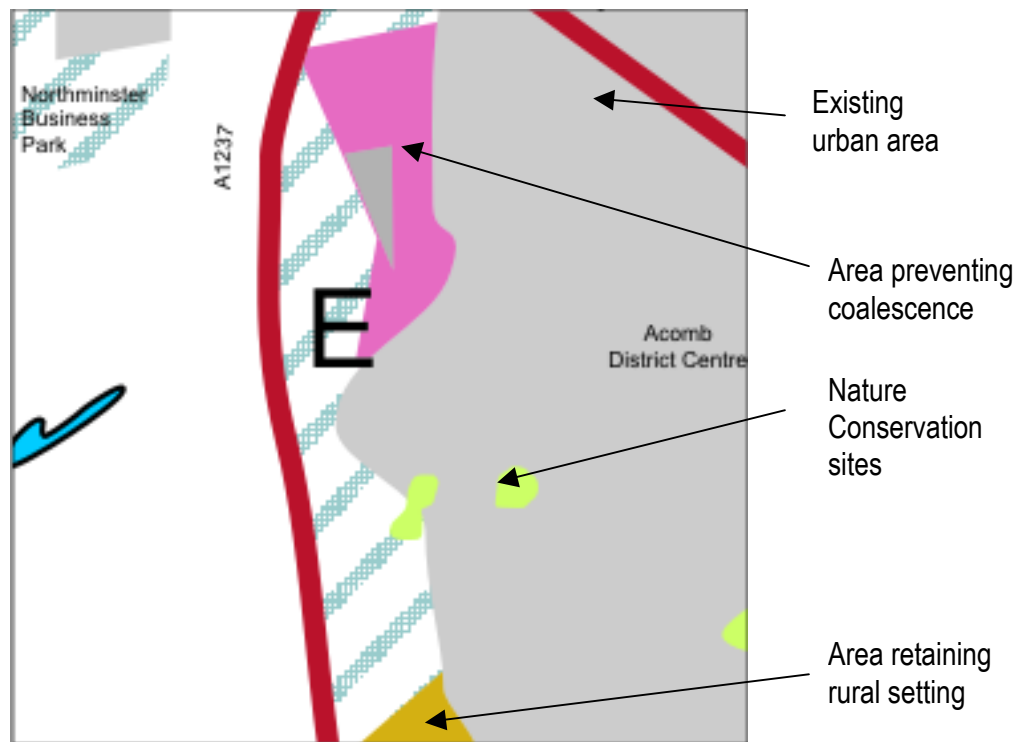 Northminster
Business
Park
A1237
E
Acomb
District Centre
Existing
urban area
Area preventing
coalescence
Nature
Conservation
sites
Area retaining
rural setting